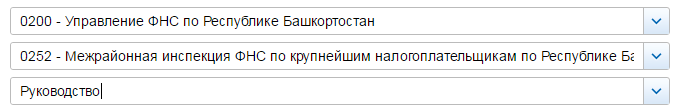 0200 - Управление ФНС по Республике Башкортостан
0252 - Межрайонная инспекция ФНС по крупнейшим налогоплательщикам по Республике Ба
Руководство